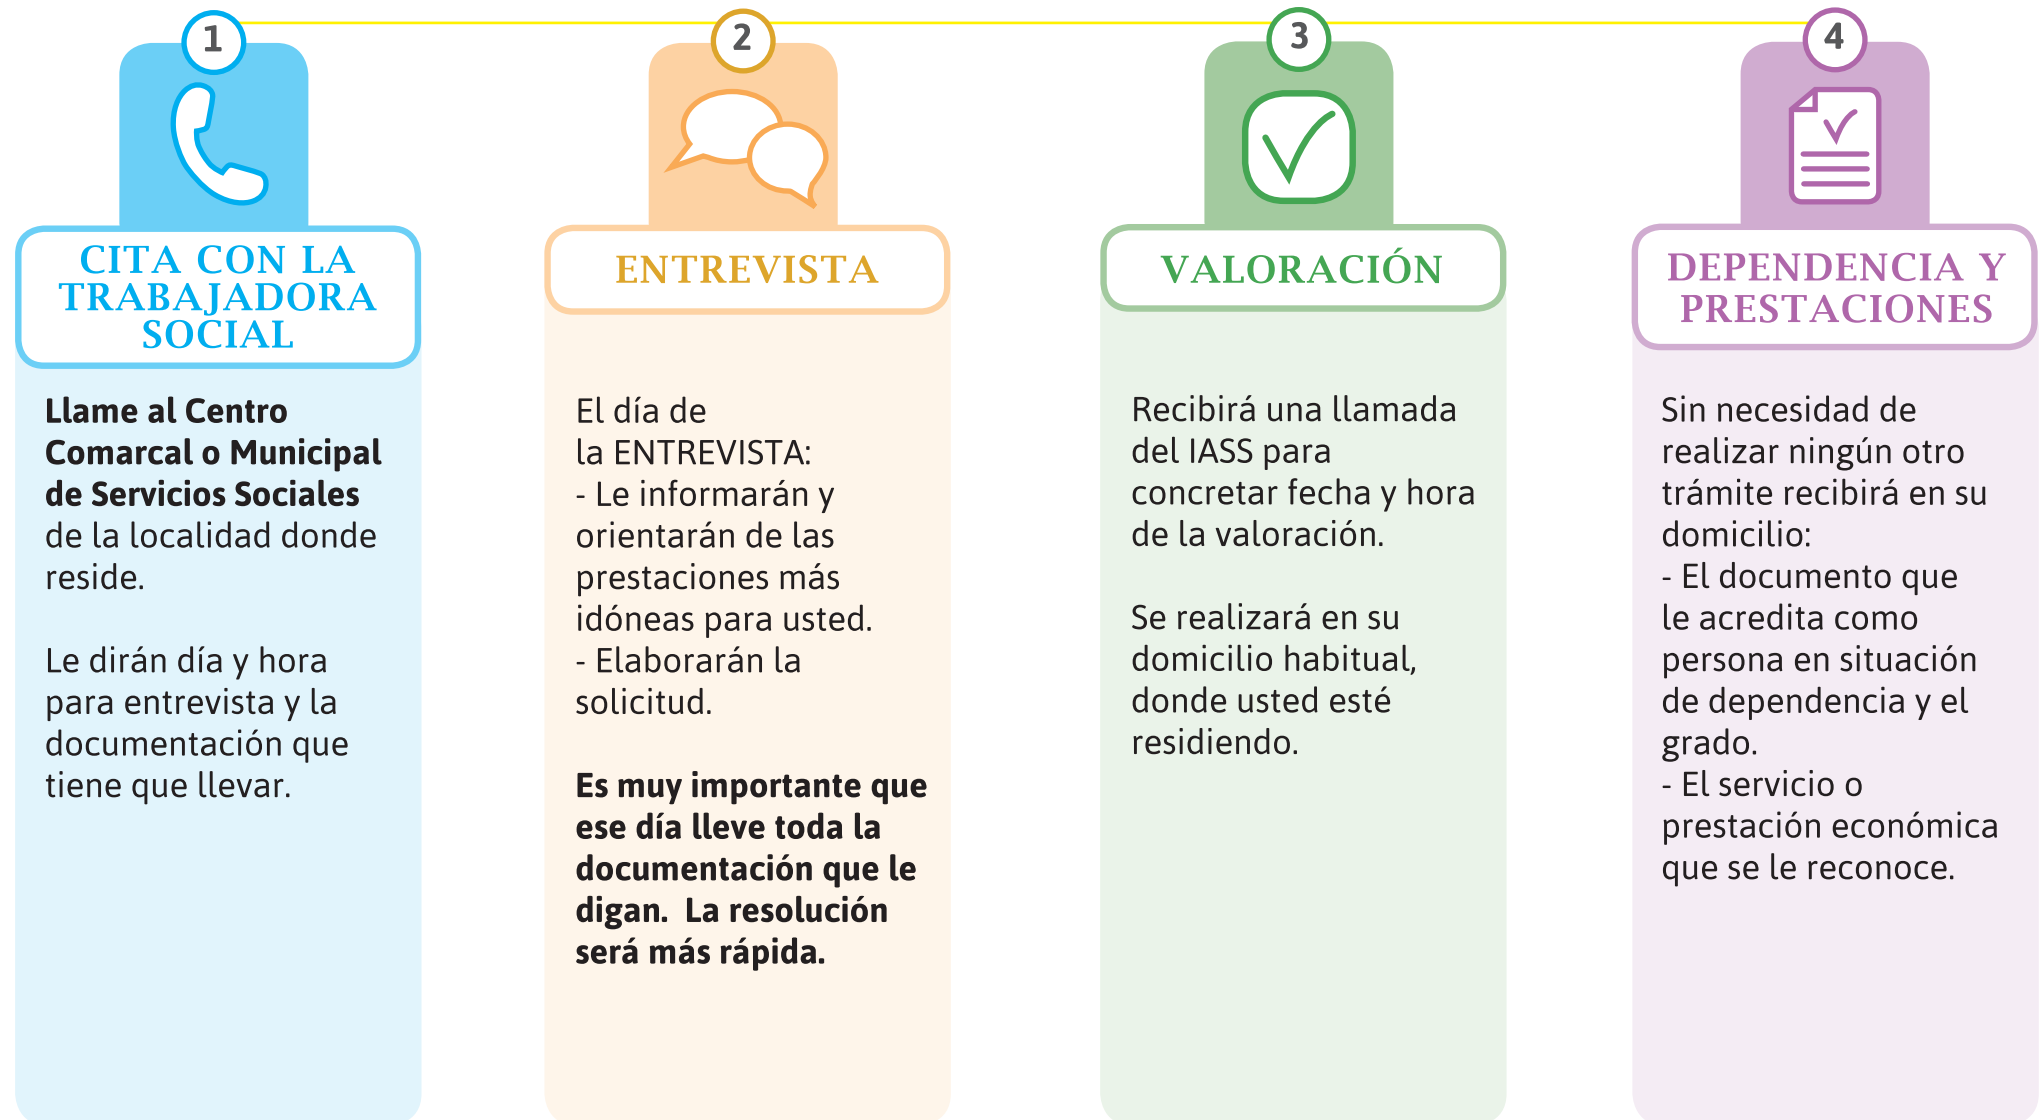 1
CITA CON LA
TRABAJADORA
SOCIAL
Llame al Centro
Comarcal o Municipal
de Servicios Sociales
de la localidad donde
reside.
Le dirán día y hora
para entrevista y la
documentación que
tiene que llevar.
2
ENTREVISTA
El día de
la ENTREVISTA:
- Le informarán y
orientarán de las
prestaciones más
idóneas para usted.
- Elaborarán la
solicitud.
Es muy importante que
ese día lleve toda la
documentación que le
digan.  La resolución
será más rápida.
3
VALORACIÓN
Recibirá una llamada
del IASS para
concretar fecha y hora
de la valoración.
Se realizará en su
domicilio habitual,
donde usted esté
residiendo.
4
DEPENDENCIA Y
PRESTACIONES
Sin necesidad de
realizar ningún otro
trámite recibirá en su
domicilio:
- El documento que
le acredita como
persona en situación
de dependencia y el
grado.
- El servicio o
prestación económica
que se le reconoce.